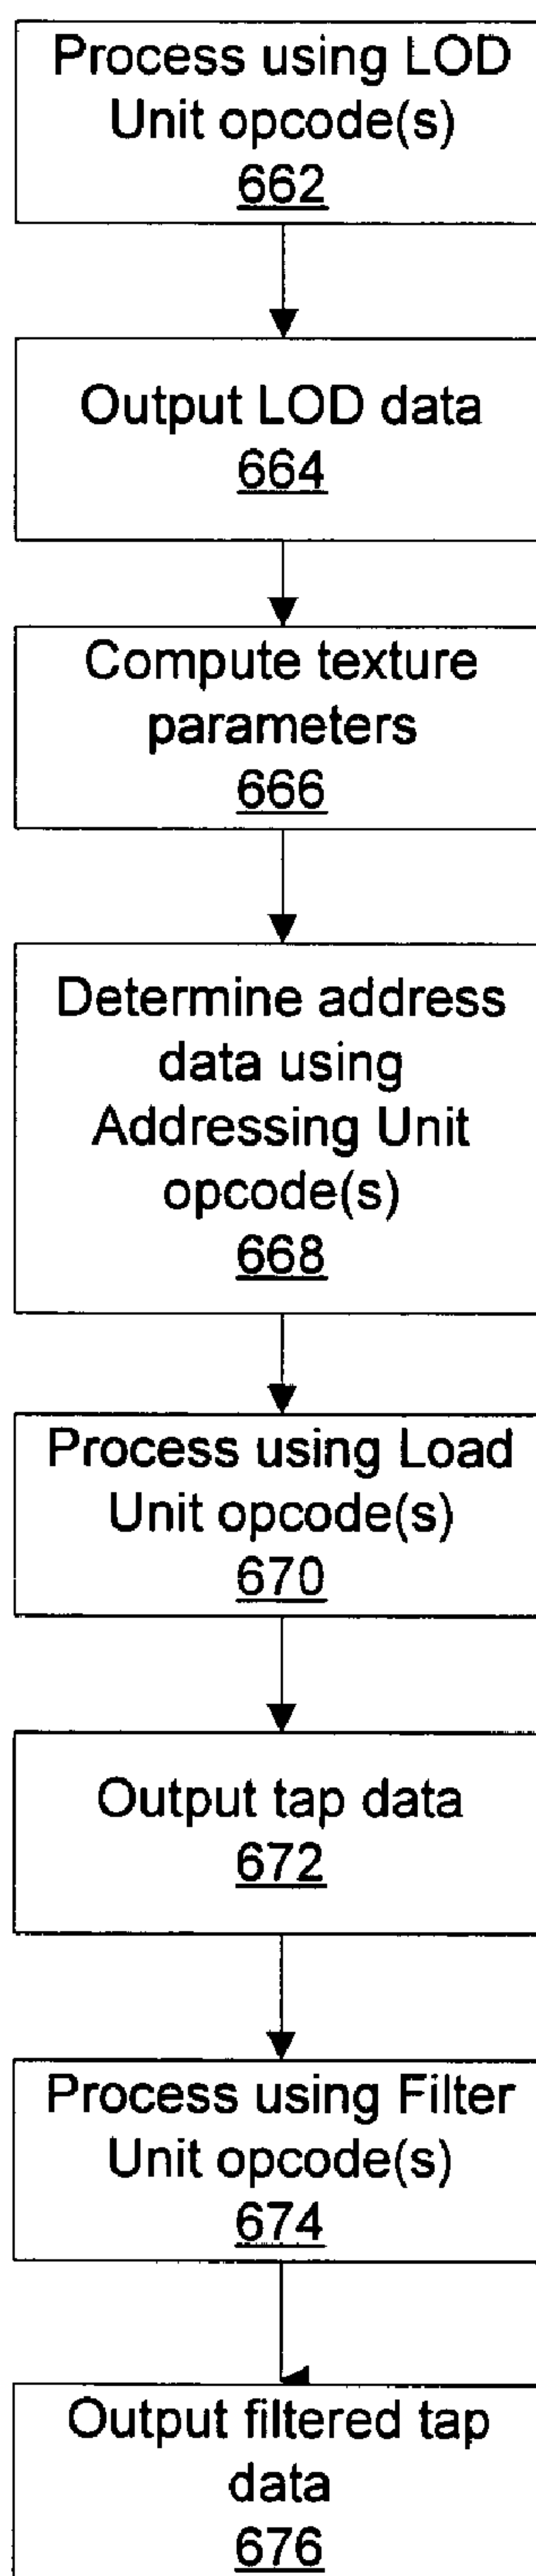 Process using LOD
Unit opcode(s)
662
Output LOD data
664
Compute texture
parameters
666
Determine address
data using
Addressing Unit
opcode(s)
668
Process using Load
Unit opcode(s)
670
Output tap data
672
Process using Filter
Unit opcode(s)
674
Output filtered tap
data
676